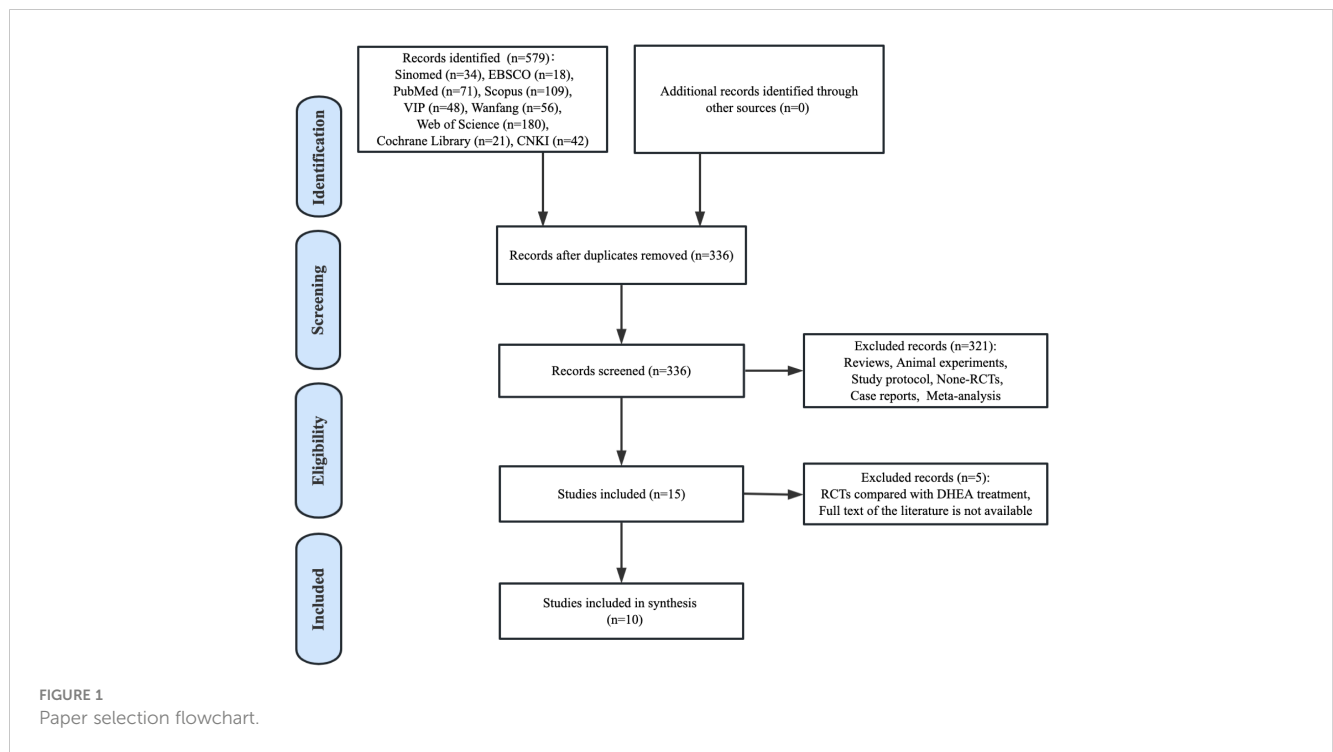 Records identified (n=579):
Sinomed (n=34), EBSCO (n=18),
PubMed (n=71), Scopus (n=109),
VIP (n=48), Wanfang (n=56),
Web of Science (n=180),
Cochrane Library (n=21), CNKI (n=42)
Additional records identified through
other sources (n=0)
Identification
Records after duplicates removed (n=336)
Screening
Records screened (n=336)
Excluded records (n=321):
Reviews, Animal experiments,
Study protocol, None-RCTs,
Case reports, Meta-analysis
Eligibility
Studies included (n=15)
Excluded records (n=5):
RCTs compared with DHEA treatment,
Full text of the literature is not available
Included
Studies included in synthesis
(n=10)
FIGURE 1
Paper selection flowchart.